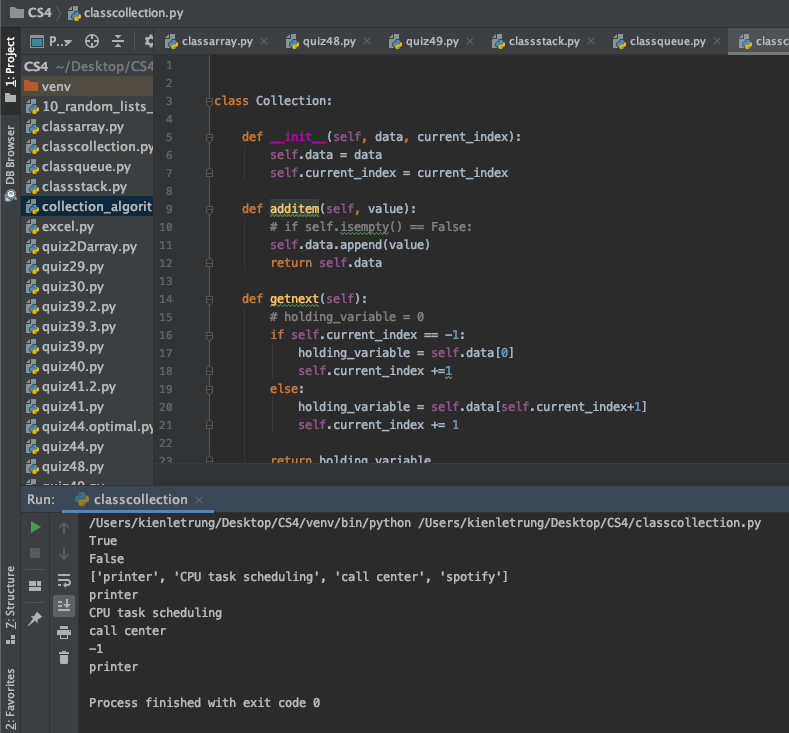 CS4 classcollection.py
P.. classarray.py quiz48.py quiz49.py classstack.py classqueue.py classc
1: Project
DB Browser
Z: Structure
2: Favorites
CS4 ~/Desktop/CS4
venv
10_random_lists_
classarray.py
classcollection.py
classqueue.py
classstack.py
collection_algorit
excel.py
quiz2Darray.py
quiz29.py
quiz30.py
quiz39.2.py
quiz39.3.py
quiz39.py
quiz40.py
quiz41.2.py
quiz41.py
quiz44.optimal.py
quiz44.py
quiz48.py
quiz49.py
1
2
3 class Collection:
4
5 def __init__(self, data, current_index):
6 self.data = data
7 self.current_index = current_index
8
9 def additem(self, value):
10 # if self.isempty() == False:
11 self.data.append(value)
12 return self.data
13
14 def getnext(self):
15 # holding_variable = 0
16 if self.current_index == -1:
17 holding_variable = self.data[0]
18 self.current_index +=1
19 else:
20 holding_variable = self.data[self.current_index+1]
21 self.current_index += 1
22
23 return holding_variable
Run: classcollection
/Users/kienletrung/Desktop/CS4/venv/bin/python /Users/kienletrung/Desktop/CS4/classcollection.py
True
False
['printer', 'CPU task scheduling', 'call center', 'spotify']
printer
CPU task scheduling
call center
-1
printer
Process finished with exit code 0